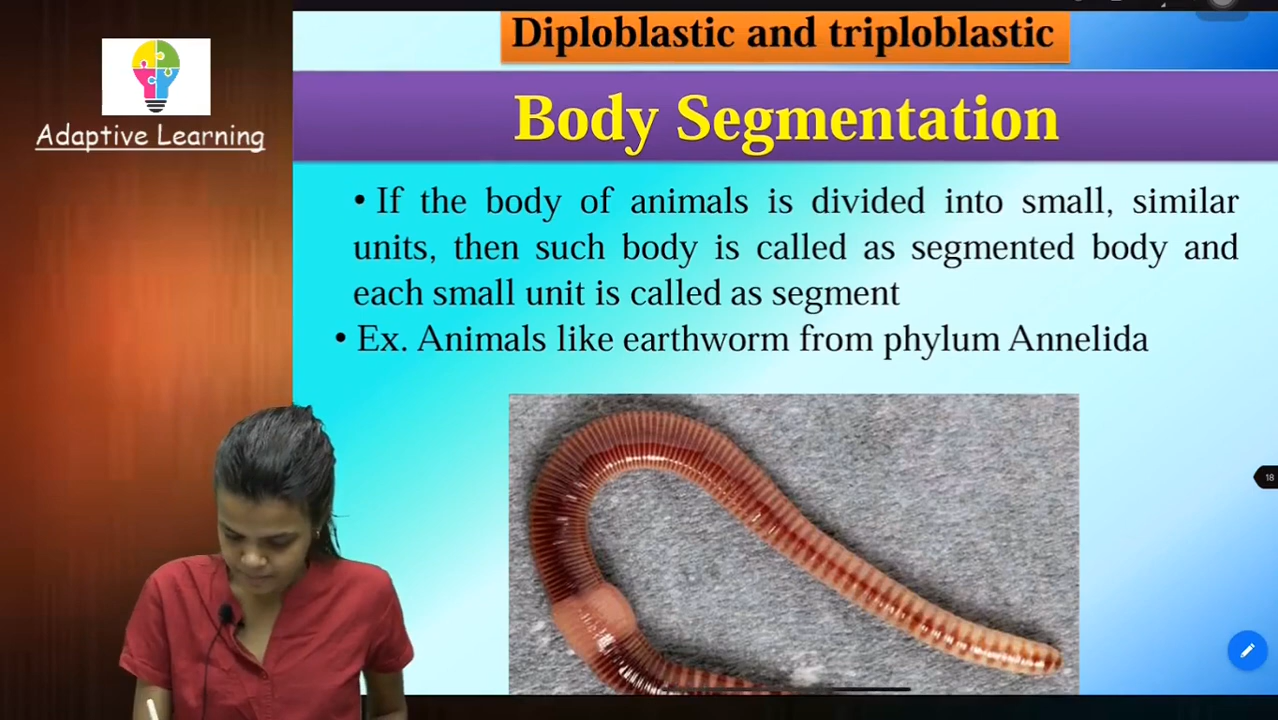 Diploblastic and triploblastic
Adaptive Learning
Body Segmentation
• If the body of animals is divided into small, similar
units, then such body is called as segmented body and
each small unit is called as segment
• Ex. Animals like earthworm from phylum Annelida
18